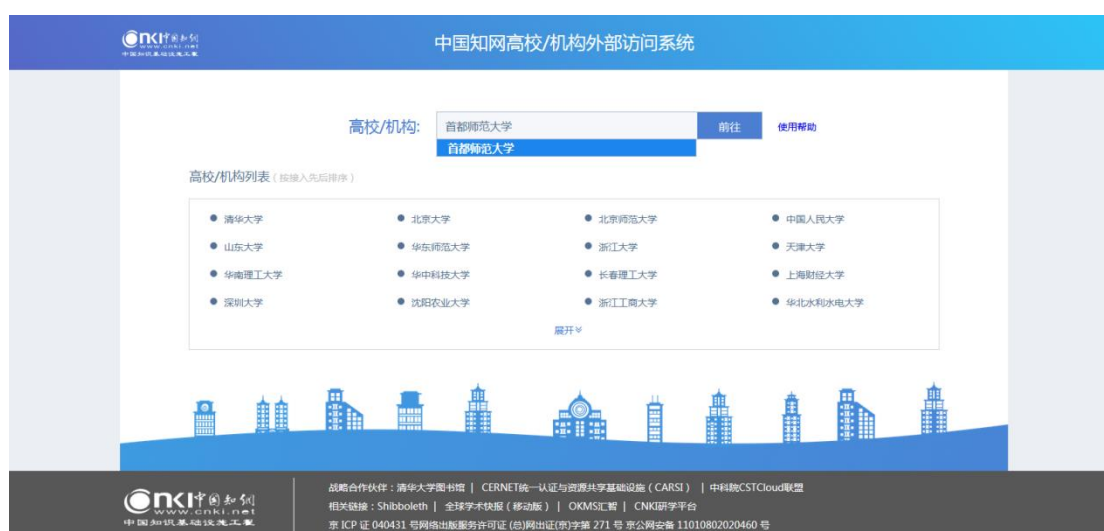 CNKI中国知网
www.cnki.net
中国知识基础设施工程
中国知网高校/机构外部访问系统
高校/机构: 首都师范大学 前往 使用帮助
首都师范大学
高校/机构列表 ( 按接入先后排序 )
清华大学 北京大学 北京师范大学 中国人民大学
山东大学 华东师范大学 浙江大学 天津大学
华南理工大学 华中科技大学 长春理工大学 上海财经大学
深圳大学 沈阳农业大学 浙江工商大学 华北水利水电大学
展开
CNKI中国知网
www.cnki.net
中国知识基础设施工程
战略合作伙伴:清华大学图书馆 | CERNET统一认证与资源共享基础设施(CARSI) | 中科院CSTCloud联盟
相关链接:Shibboleth | 全球学术快报(移动版) | OKMS汇智 | CNKI研学平台
京 ICP 证 040431 号网络出版服务许可证 (总)网出证(京)字第 271 号 京公网安备 11010802020460 号